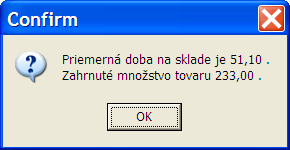 Confirm
Priemerná doba na sklade je 51,10 .
Zahrnuté množstvo tovaru 233,00 .
OK